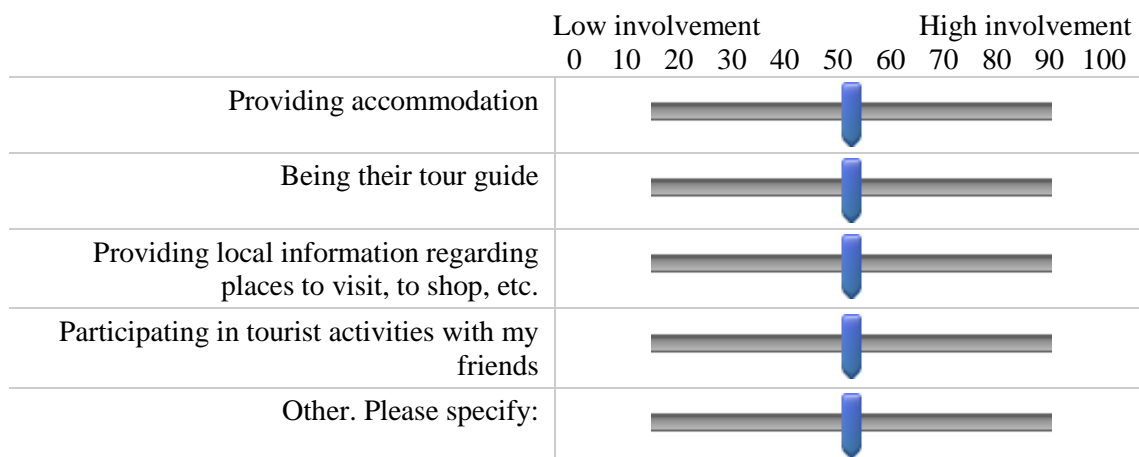 Low involvement High involvement
0 10 20 30 40 50 60 70 80 90 100
Providing accommodation
Being their tour guide
Providing local information regarding
places to visit, to shop, etc.
Participating in tourist activities with my
friends
Other. Please specify: